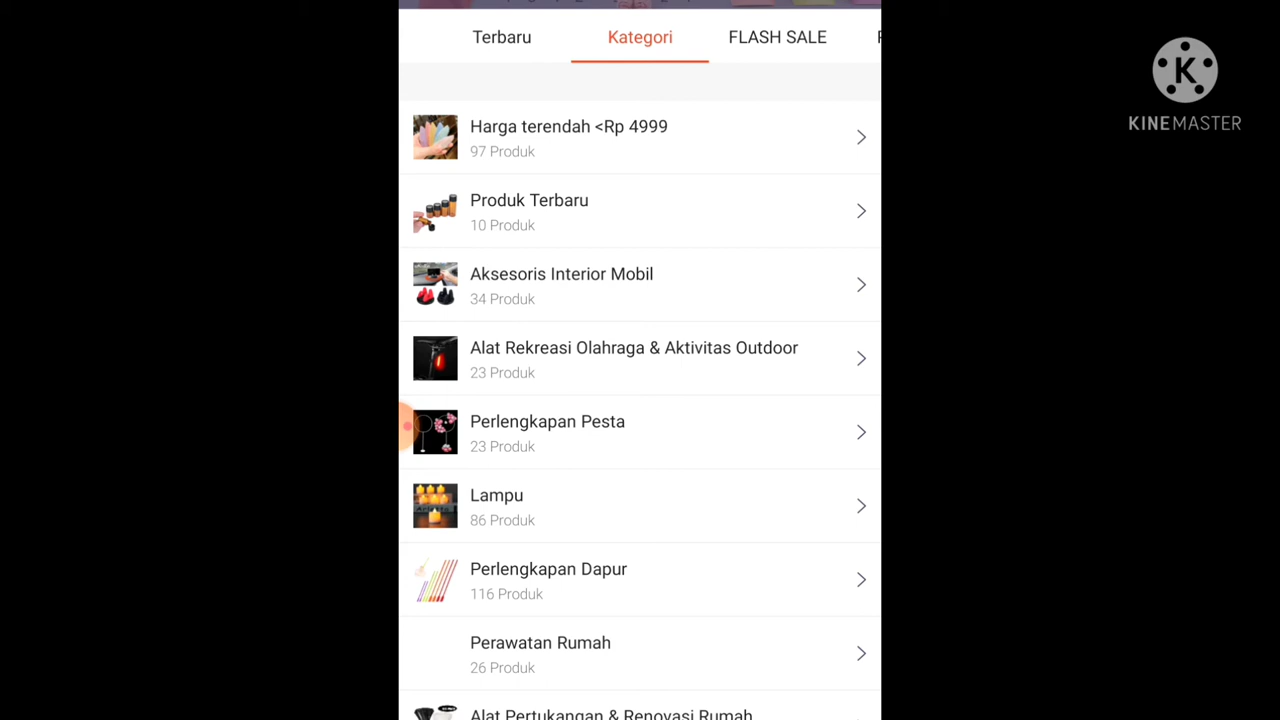 Terbaru
Kategori
FLASH SALE
K
KINEMASTER
Harga terendah <Rp 4999
97 Produk
Produk Terbaru
10 Produk
Aksesoris Interior Mobil
34 Produk
Alat Rekreasi Olahraga & Aktivitas Outdoor
23 Produk
Perlengkapan Pesta
23 Produk
Lampu
86 Produk
Perlengkapan Dapur
116 Produk
Perawatan Rumah
26 Produk
Alat Pertukangan & Renovasi Rumah